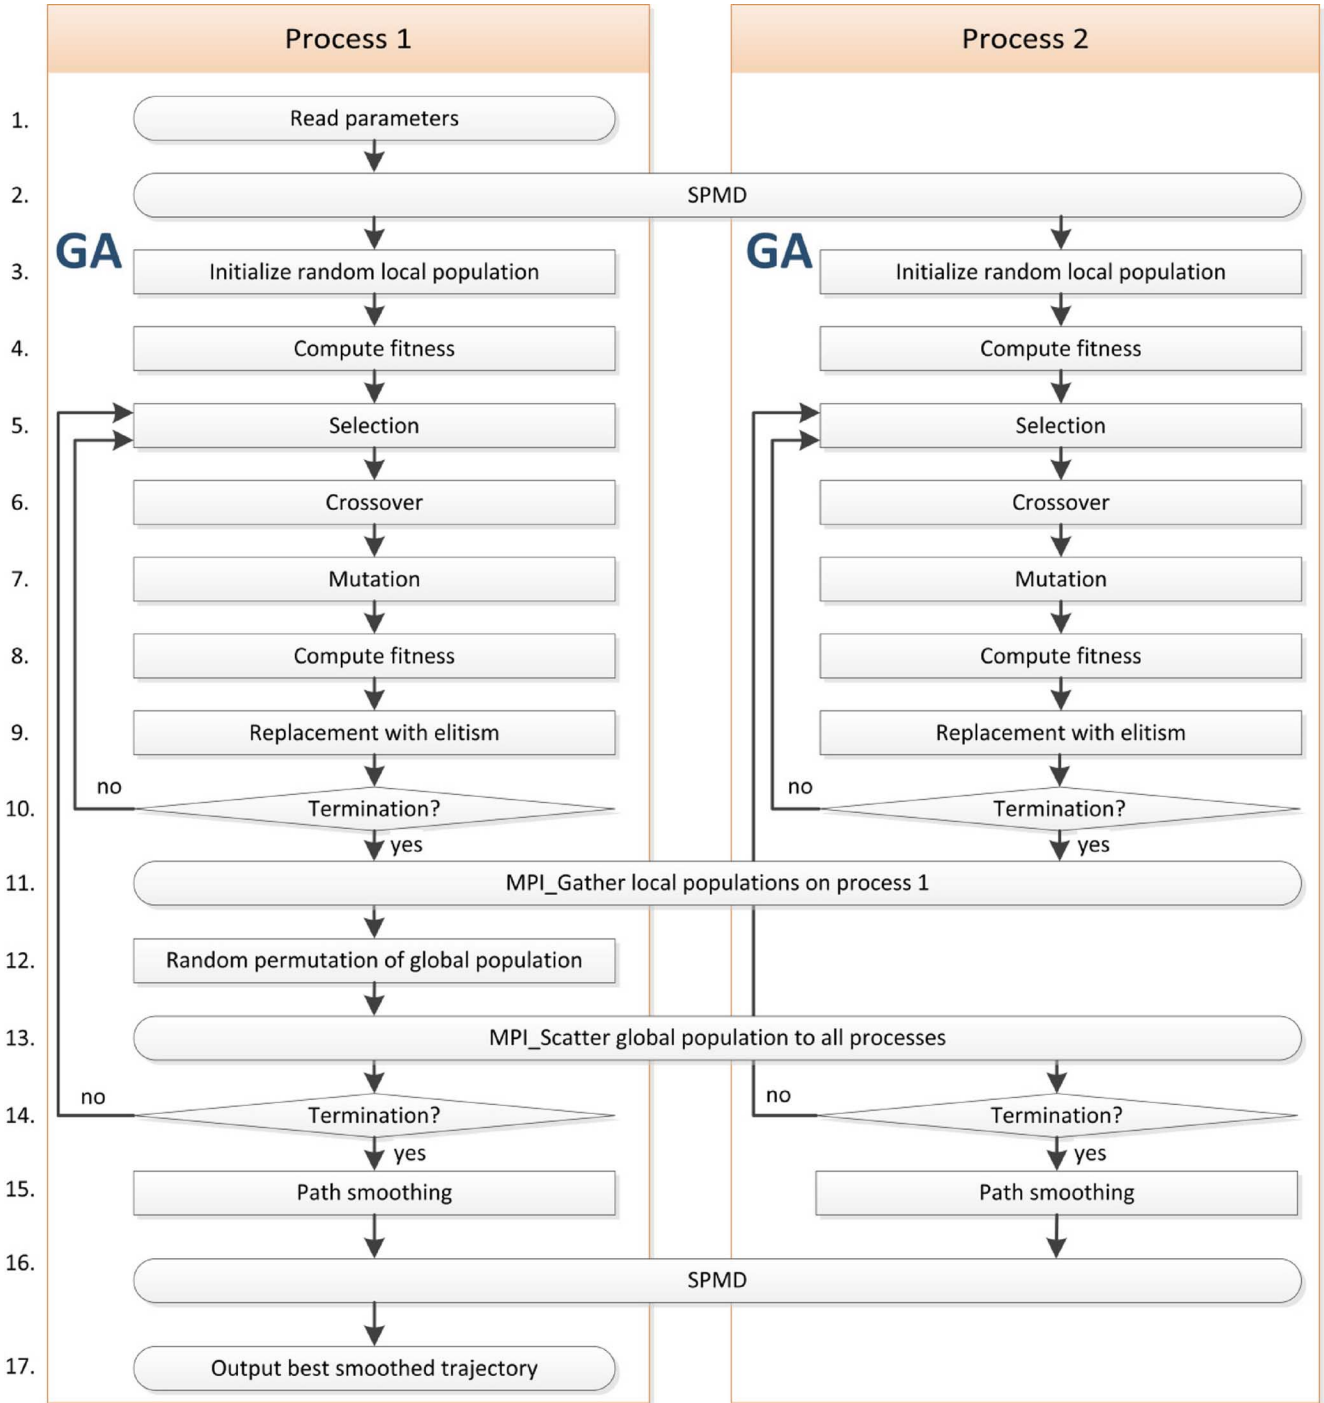 Process 1 Process 2
1. Read parameters
2. SPMD
GA GA
3. Initialize random local population Initialize random local population
4. Compute fitness Compute fitness
5. Selection Selection
6. Crossover Crossover
7. Mutation Mutation
8. Compute fitness Compute fitness
9. Replacement with elitism Replacement with elitism
no no
10. Termination? Termination?
yes yes
11. MPI_Gather local populations on process 1
12. Random permutation of global population
13. MPI_Scatter global population to all processes
no no
14. Termination? Termination?
yes yes
15. Path smoothing Path smoothing
16. SPMD
17. Output best smoothed trajectory